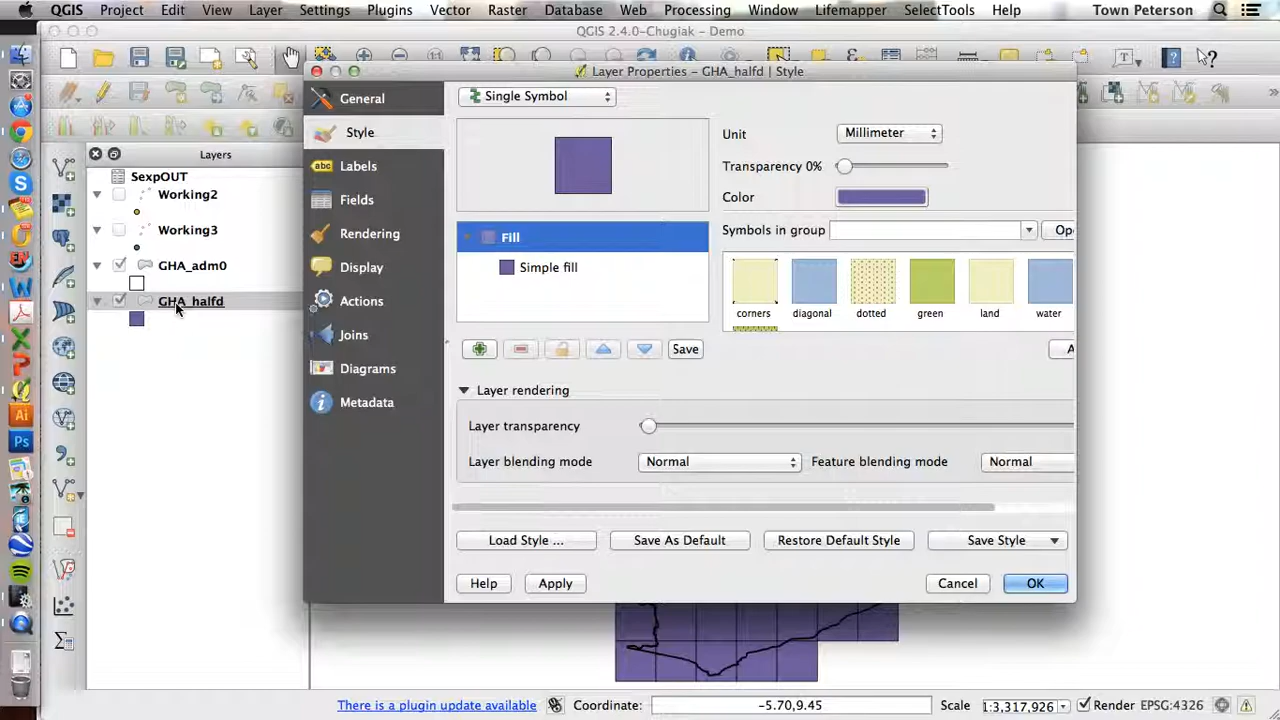 QGIS Project Edit View Layer Settings Plugins Vector Raster Database Web Processing Window Lifemapper SelectTools Help Town Peterson
QGIS 2.4.0-Chugiak – Demo
Layer Properties – GHA_halfd | Style
General
Style
abc Labels
Fields
Rendering
Display
Actions
Joins
Diagrams
Metadata
Layers
SexpOUT
Working2
Working3
GHA_adm0
GHA_halfd
Single Symbol
Fill
Simple fill
Save
Unit Millimeter
Transparency 0%
Color
Symbols in group
corners diagonal dotted green land water
Layer rendering
Layer transparency
Layer blending mode Normal Feature blending mode Normal
Load Style ... Save As Default Restore Default Style Save Style
Help Apply Cancel OK
There is a plugin update available Coordinate: -5.70,9.45 Scale 1:3,317,926 Render EPSG:4326